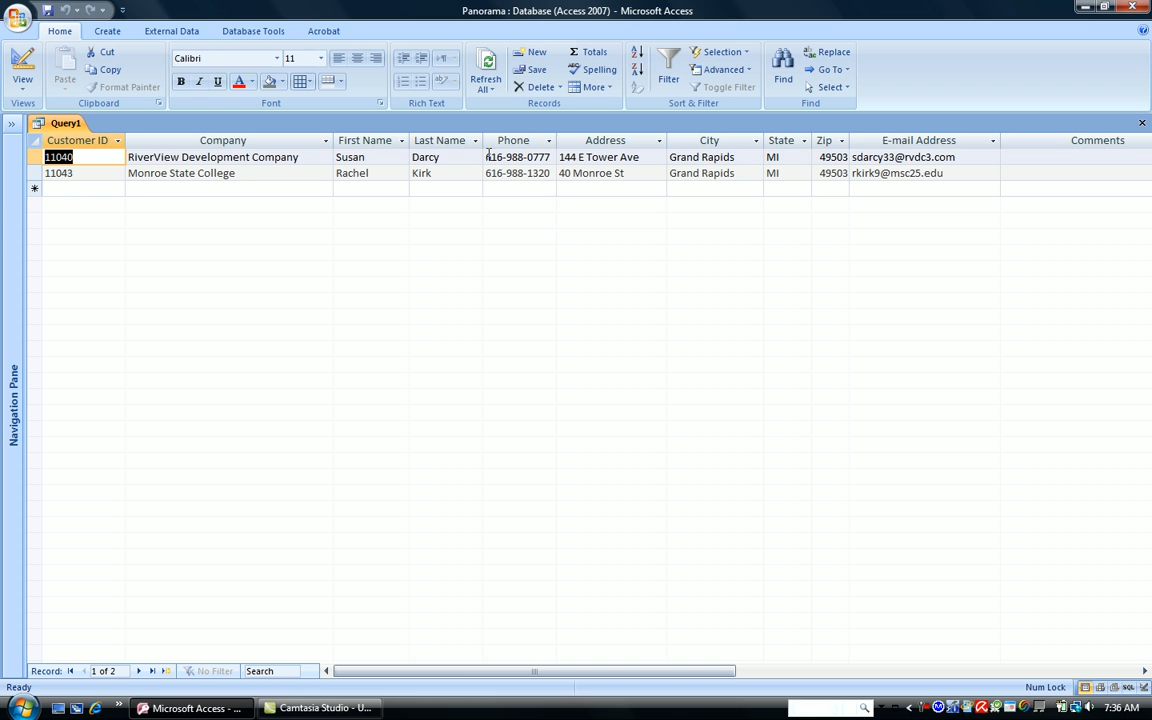 Panorama : Database (Access 2007) - Microsoft Access
Home Create External Data Database Tools Acrobat
View
Views
Paste
Cut
Copy
Format Painter
Clipboard
Calibri 11
B I U A
Font
ab
Rich Text
Refresh All
New
Save
Delete
Totals
Spelling
More
Records
Filter
Selection
Advanced
Toggle Filter
Sort & Filter
Find
Replace
Go To
Select
Find
Query1
Customer ID Company First Name Last Name Phone Address City State Zip E-mail Address Comments
11040 RiverView Development Company Susan Darcy 616-988-0777 144 E Tower Ave Grand Rapids MI 49503 sdarcy33@rvdc3.com
11043 Monroe State College Rachel Kirk 616-988-1320 40 Monroe St Grand Rapids MI 49503 rkirk9@msc25.edu
Navigation Pane
Record: 1 of 2 No Filter Search
Ready Num Lock SQL
Microsoft Access - ... Camtasia Studio - U... 7:36 AM